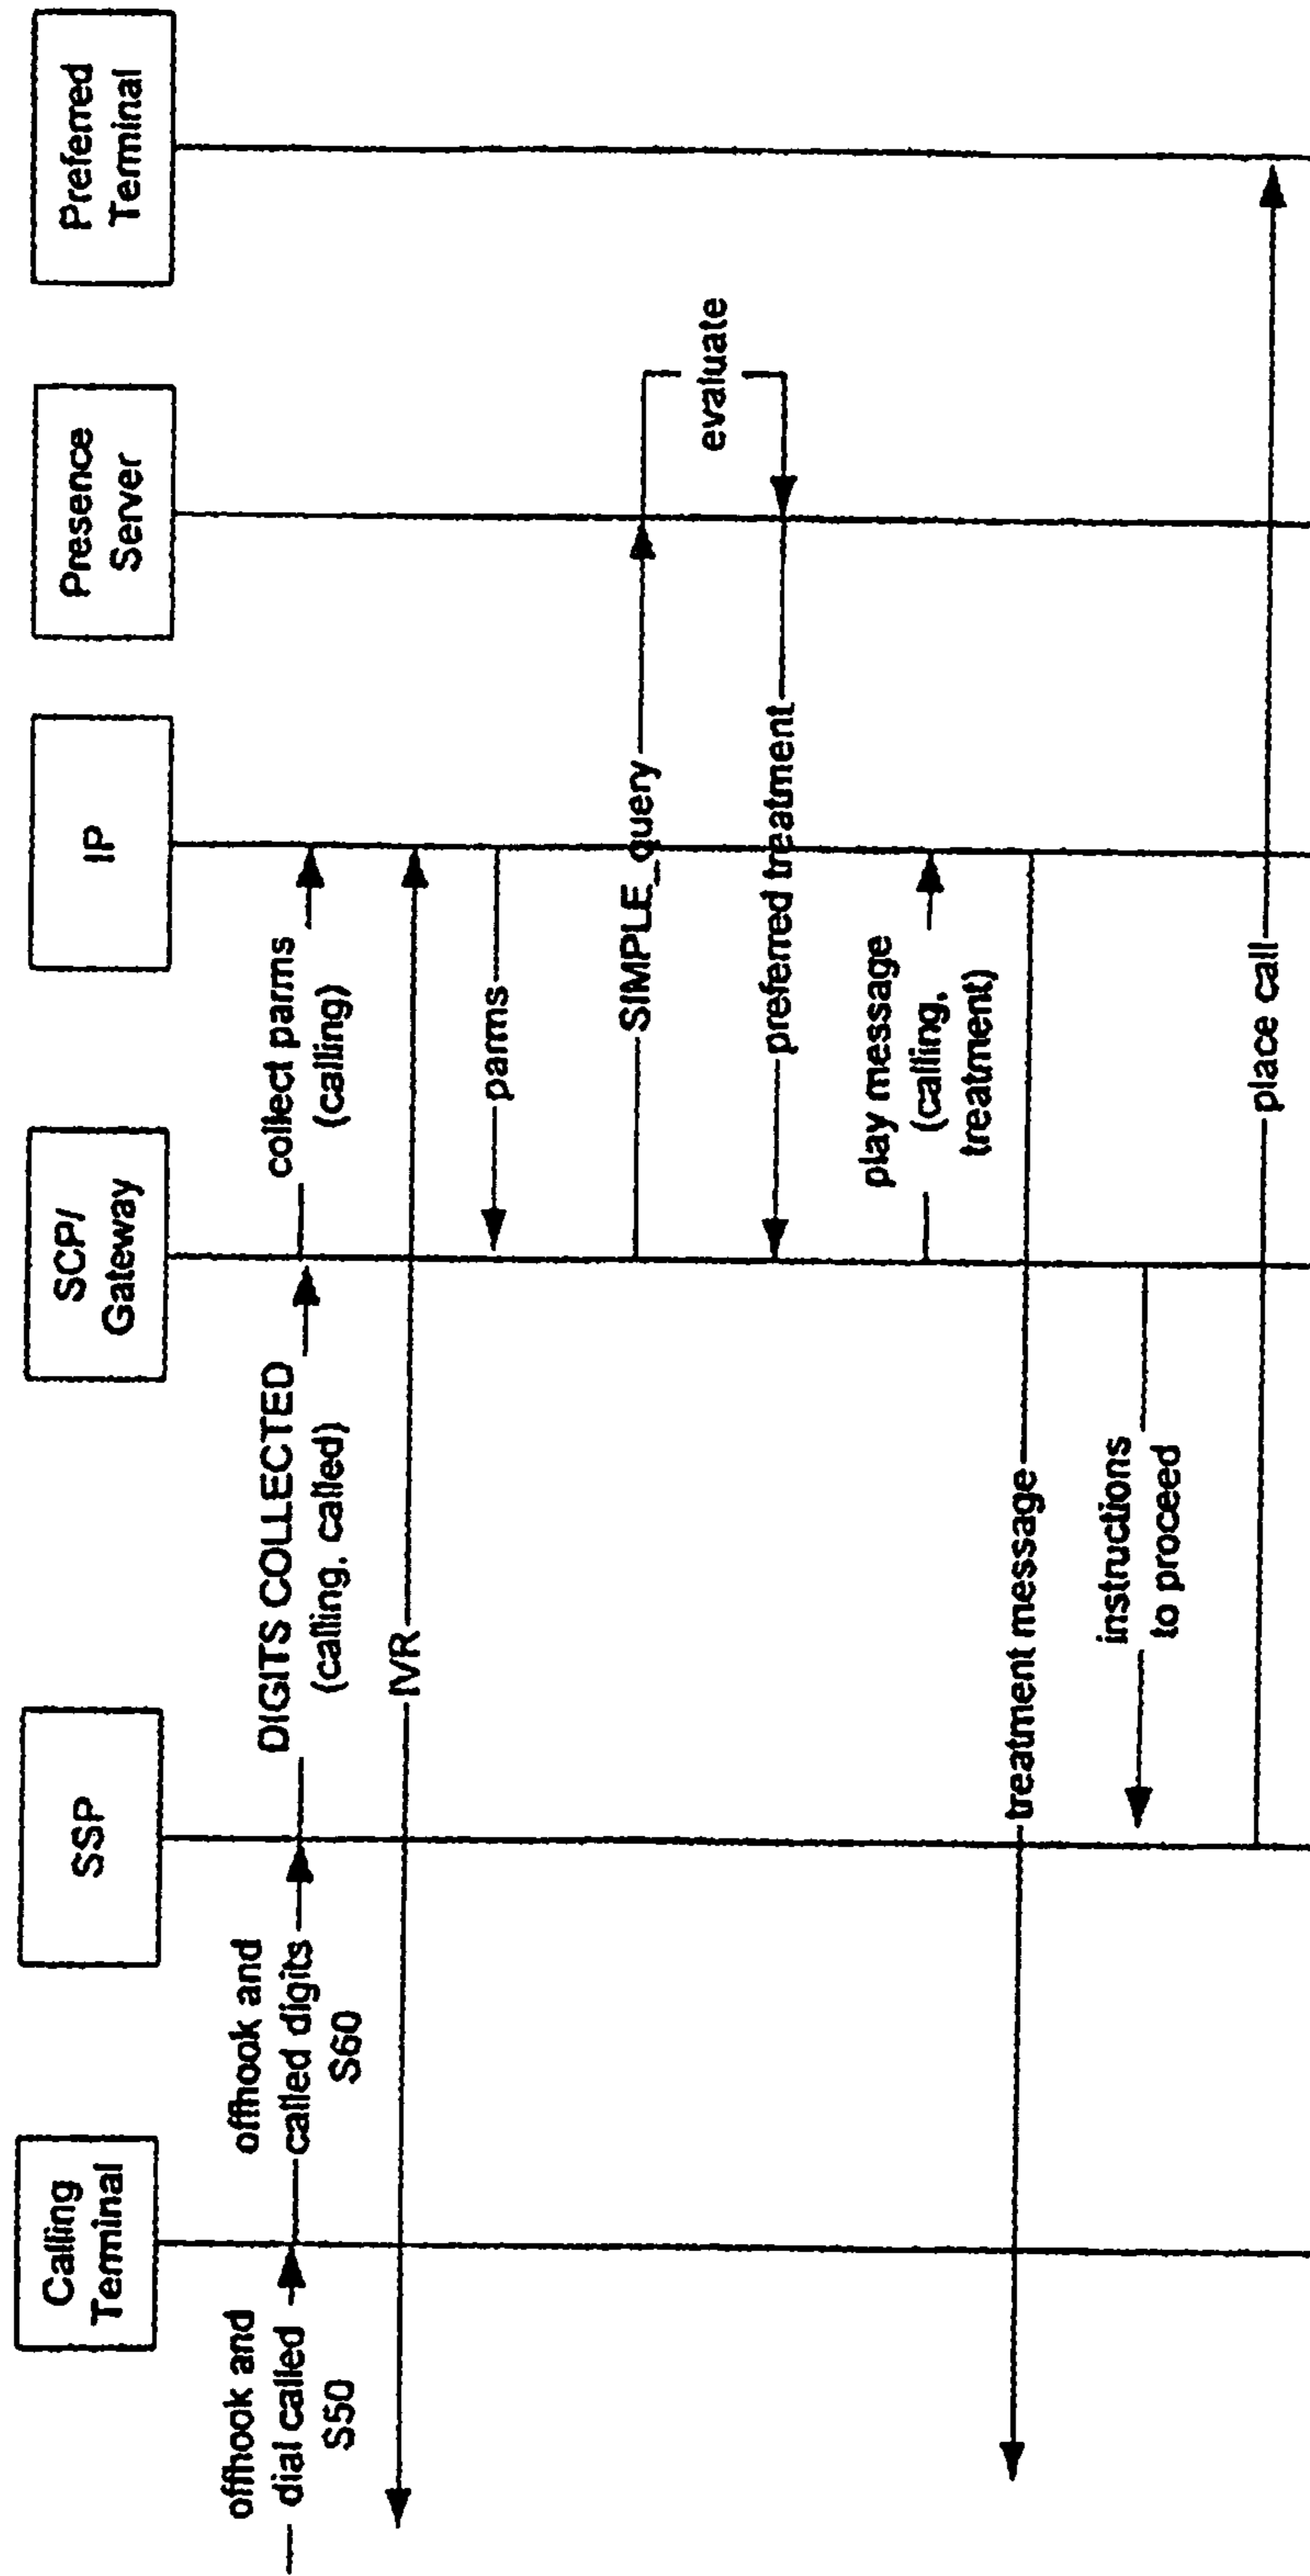 Calling
Terminal
SSP
SCP/
Gateway
IP
Presence
Server
Preferred
Terminal
offhook and
dial called
S50
offhook and
called digits
S60
DIGITS COLLECTED
(calling, called)
collect parms
(calling)
IVR
parms
SIMPLE_query
evaluate
preferred treatment
play message
(calling,
treatment)
treatment message
instructions
to proceed
place call